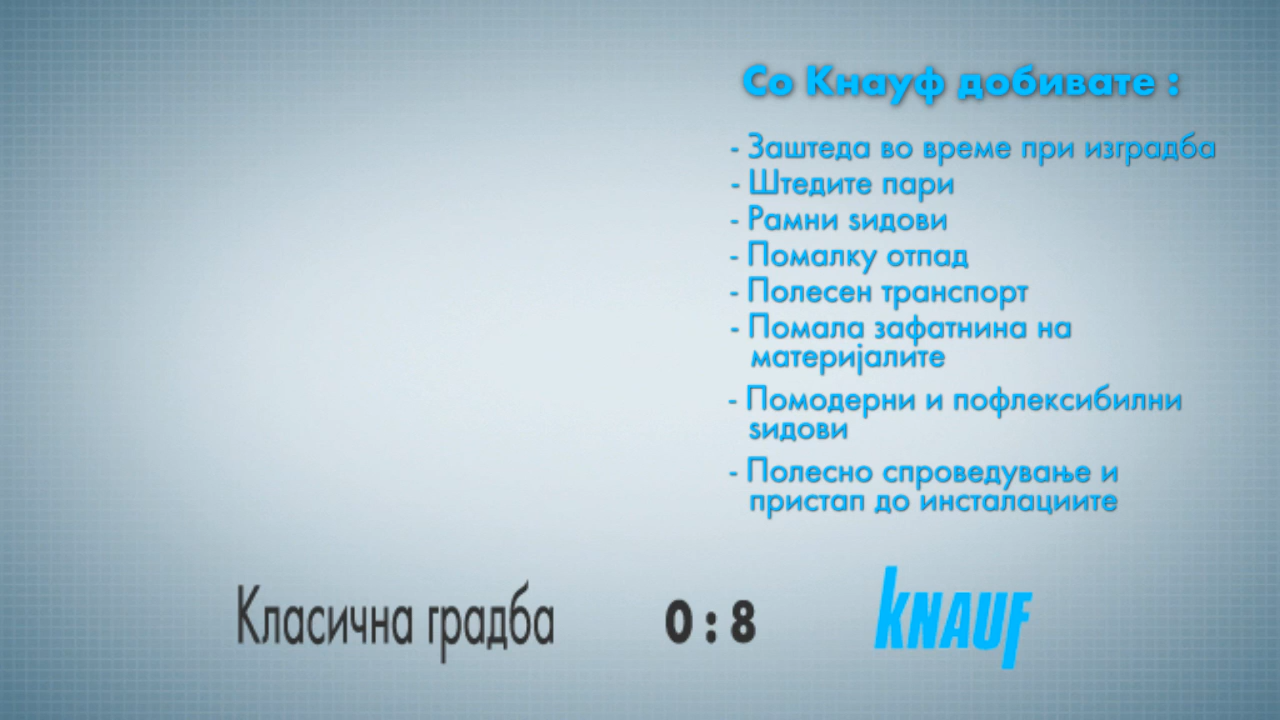 Со Кнауф добивате :
- Заштеда во време при изградба
- Штедите пари
- Рамни ѕидови
- Помалку отпад
- Полесен транспорт
- Помала зафатнина на
материјалите
- Помодерни и пофлексибилни
ѕидови
- Полесно спроведување и
пристап до инсталациите
Класична градба 0 : 8 KNAUF